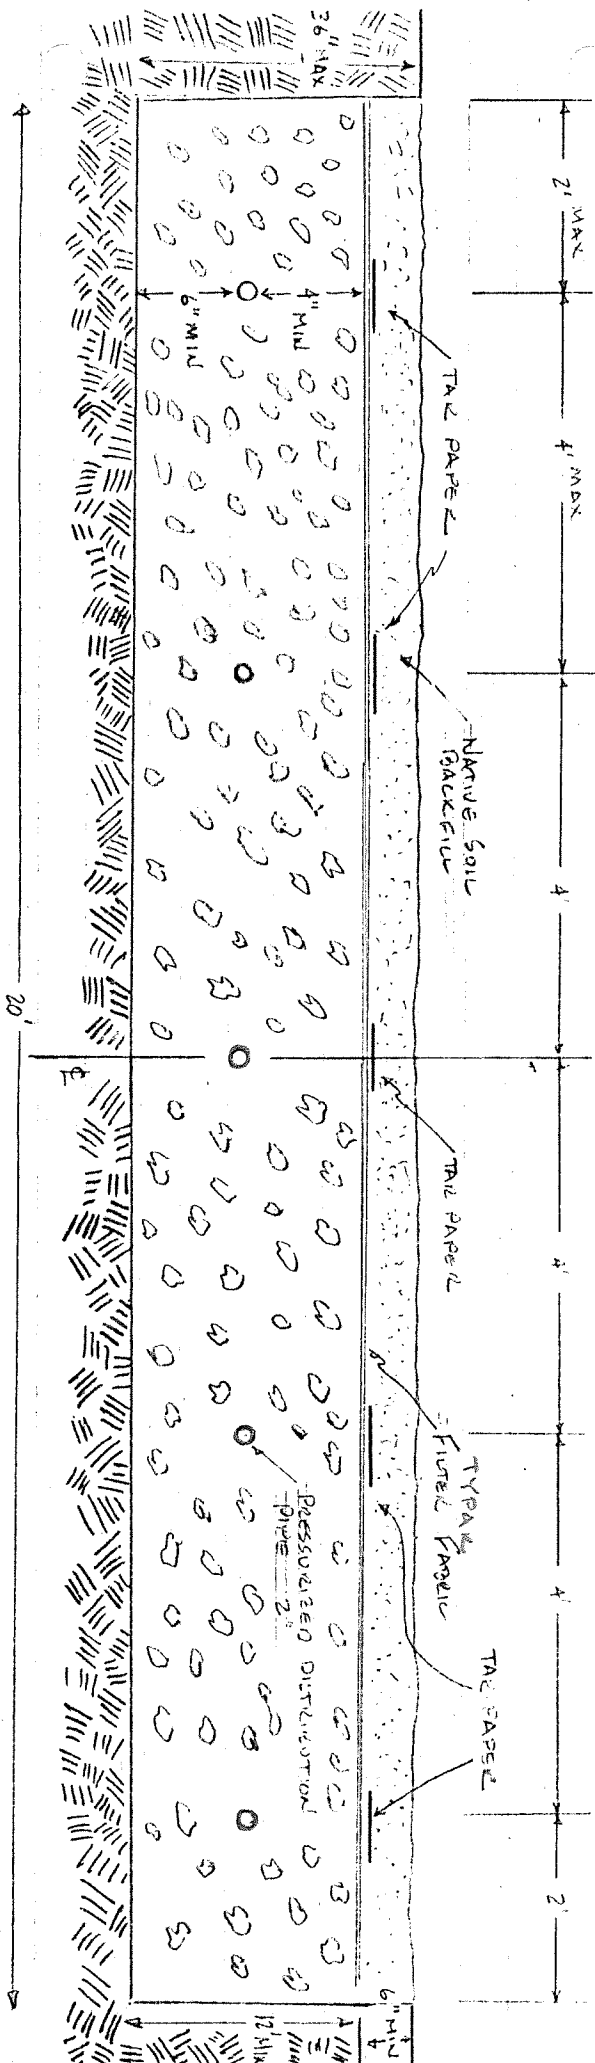 2' MAX
4' MAX
4'
4'
4'
2'
36" MAX
TAR PAPER
NATIVE SOIL
BACKFILL
TAR PAPER
TYPAR
FILTER FABRIC
TAR PAPER
4" MIN
6" MIN
PRESSURIZED DISTRIBUTION
PIPE 2"
6" MIN
12" MIN
℄
20'